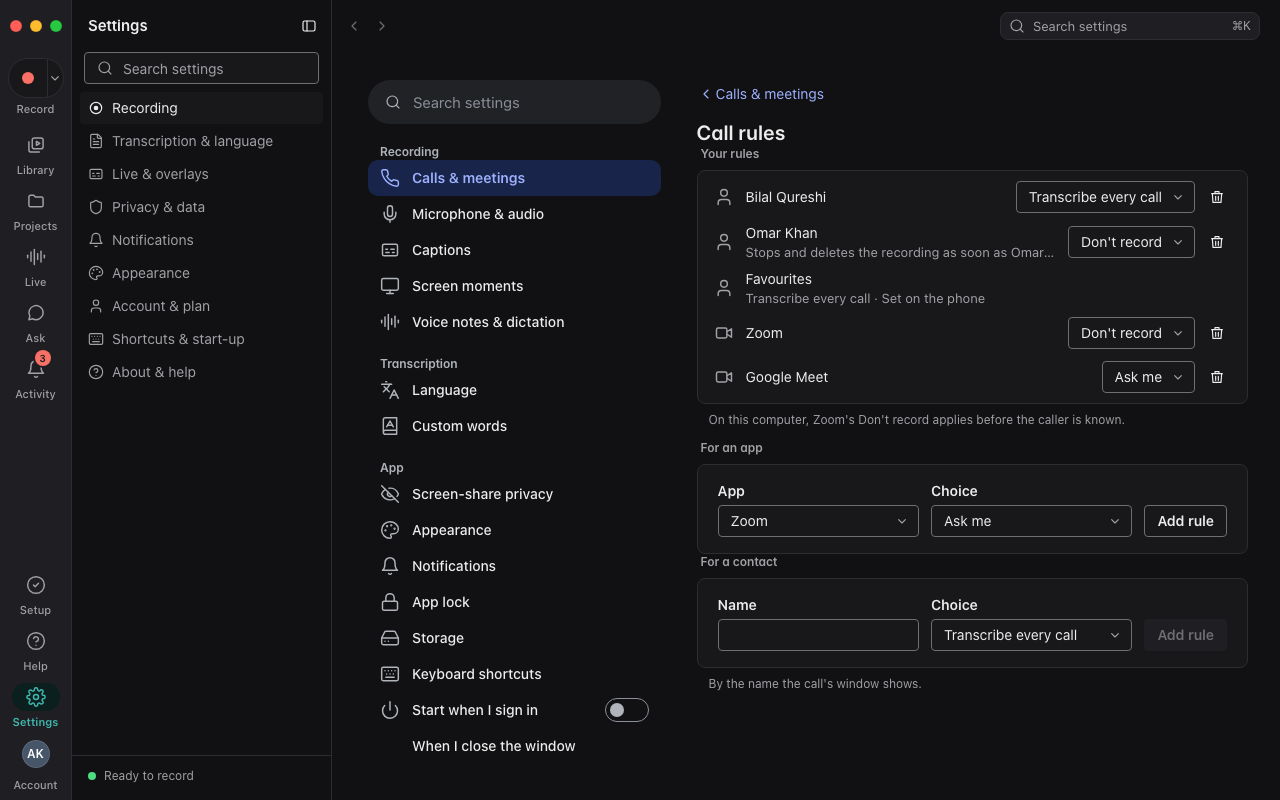 Record
Library
Projects
Live
Ask
3
Activity
Setup
Help
Settings
AK
Account
Settings
Search settings
Recording
Transcription & language
Live & overlays
Privacy & data
Notifications
Appearance
Account & plan
Shortcuts & start-up
About & help
Ready to record
Search settings ⌘K
Search settings
Recording
Calls & meetings
Microphone & audio
Captions
Screen moments
Voice notes & dictation
Transcription
Language
Custom words
App
Screen-share privacy
Appearance
Notifications
App lock
Storage
Keyboard shortcuts
Start when I sign in
When I close the window
Calls & meetings
Call rules
Your rules
Bilal Qureshi Transcribe every call
Omar Khan
Stops and deletes the recording as soon as Omar… Don't record
Favourites
Transcribe every call · Set on the phone
Zoom Don't record
Google Meet Ask me
On this computer, Zoom's Don't record applies before the caller is known.
For an app
App Choice
Zoom Ask me Add rule
For a contact
Name Choice
Transcribe every call Add rule
By the name the call's window shows.